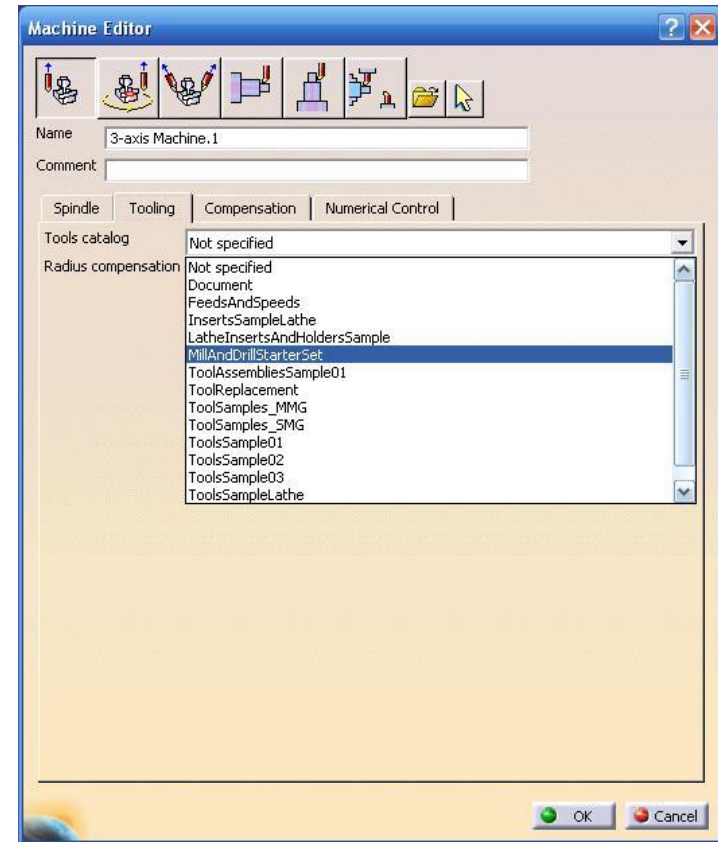 Machine Editor
Name 3-axis Machine.1
Comment
Spindle Tooling Compensation Numerical Control
Tools catalog Not specified
Radius compensation Not specified
Document
FeedsAndSpeeds
InsertsSampleLathe
LatheInsertsAndHoldersSample
MillAndDrillStarterSet
ToolAssembliesSample01
ToolReplacement
ToolSamples_MMG
ToolSamples_SMG
ToolsSample01
ToolsSample02
ToolsSample03
ToolsSampleLathe
OK Cancel